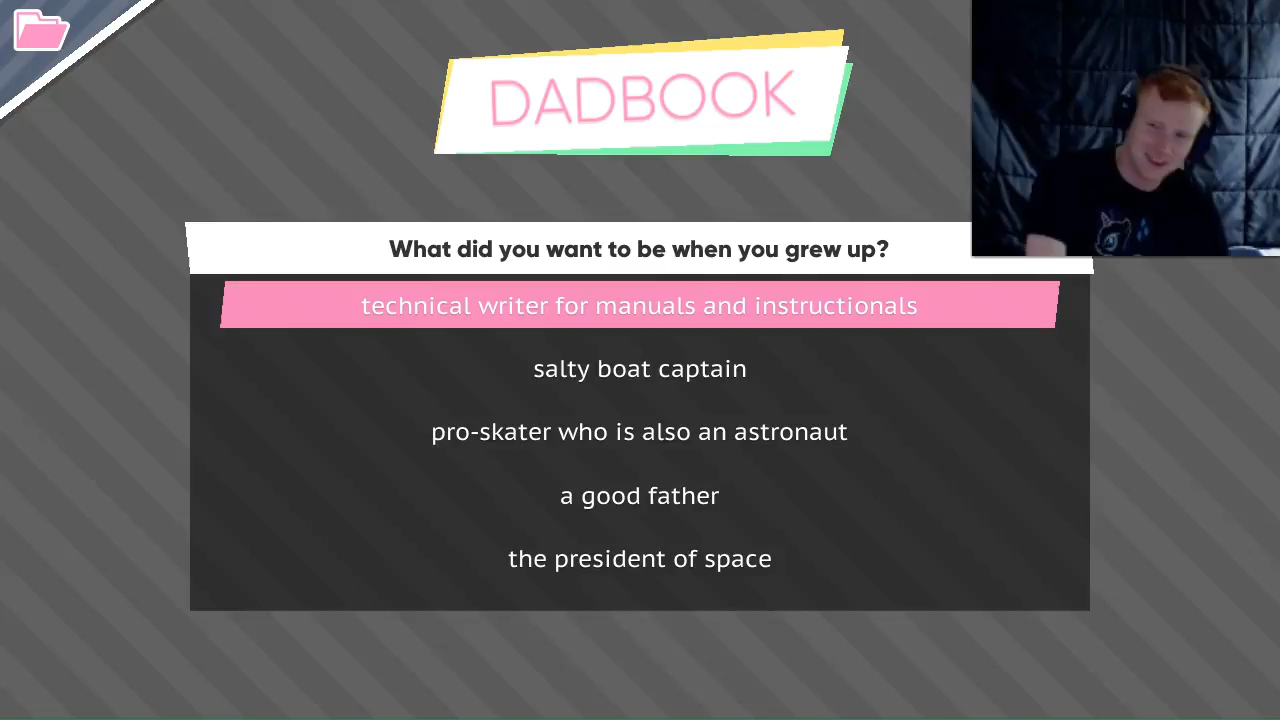 DADBOOK
What did you want to be when you grew up?
technical writer for manuals and instructionals
salty boat captain
pro-skater who is also an astronaut
a good father
the president of space